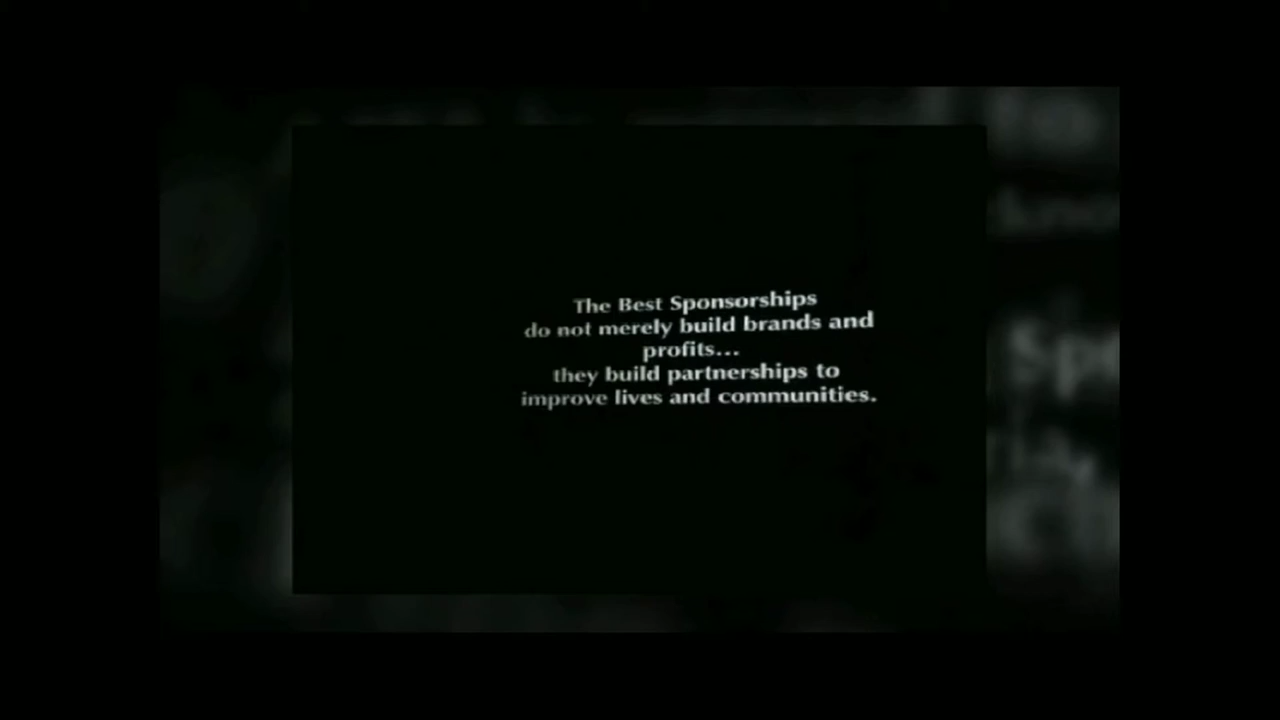 The Best Sponsorships
do not merely build brands and
profits...
they build partnerships to
improve lives and communities.